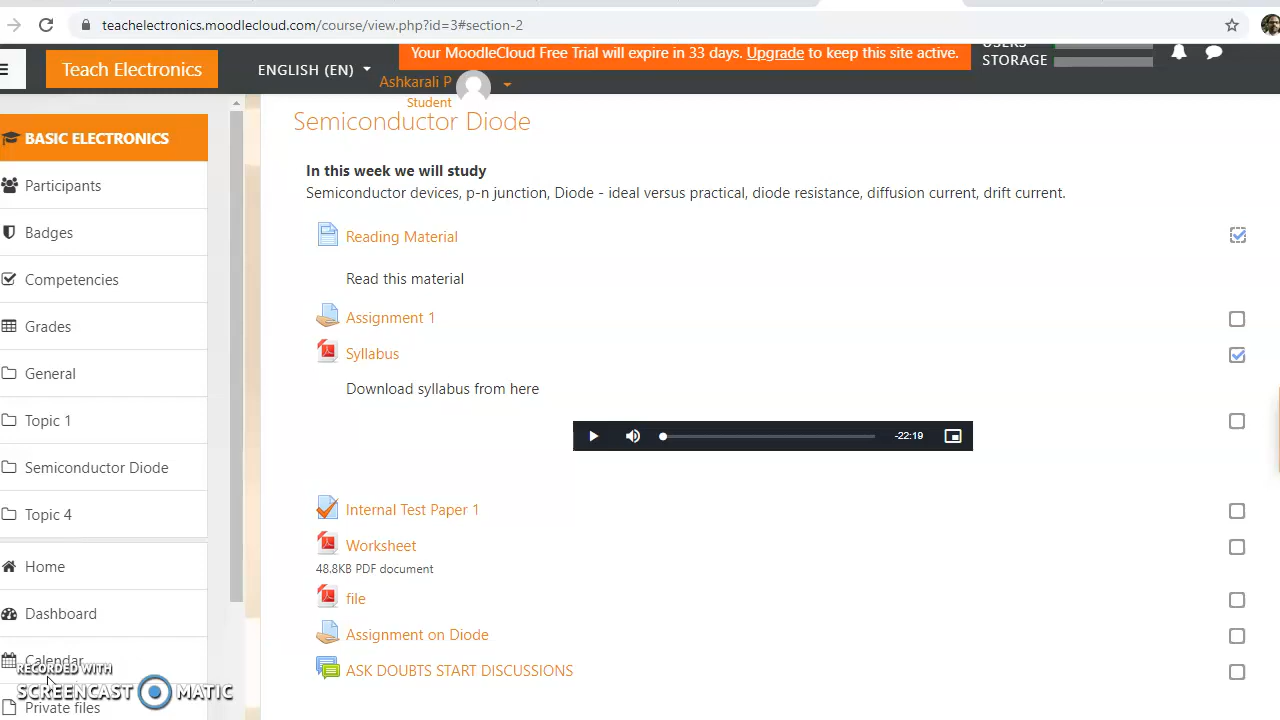 teachelectronics.moodlecloud.com/course/view.php?id=3#section-2
Your MoodleCloud Free Trial will expire in 33 days. Upgrade to keep this site active.
USERS
STORAGE
Teach Electronics
ENGLISH (EN)
Ashkarali P
Student
BASIC ELECTRONICS
Participants
Badges
Competencies
Grades
General
Topic 1
Semiconductor Diode
Topic 4
Home
Dashboard
Calendar
Private files
Semiconductor Diode
In this week we will study
Semiconductor devices, p-n junction, Diode - ideal versus practical, diode resistance, diffusion current, drift current.
Reading Material
Read this material
Assignment 1
Syllabus
Download syllabus from here
-22:19
Internal Test Paper 1
Worksheet
48.8KB PDF document
file
Assignment on Diode
ASK DOUBTS START DISCUSSIONS
RECORDED WITH
SCREENCAST MATIC